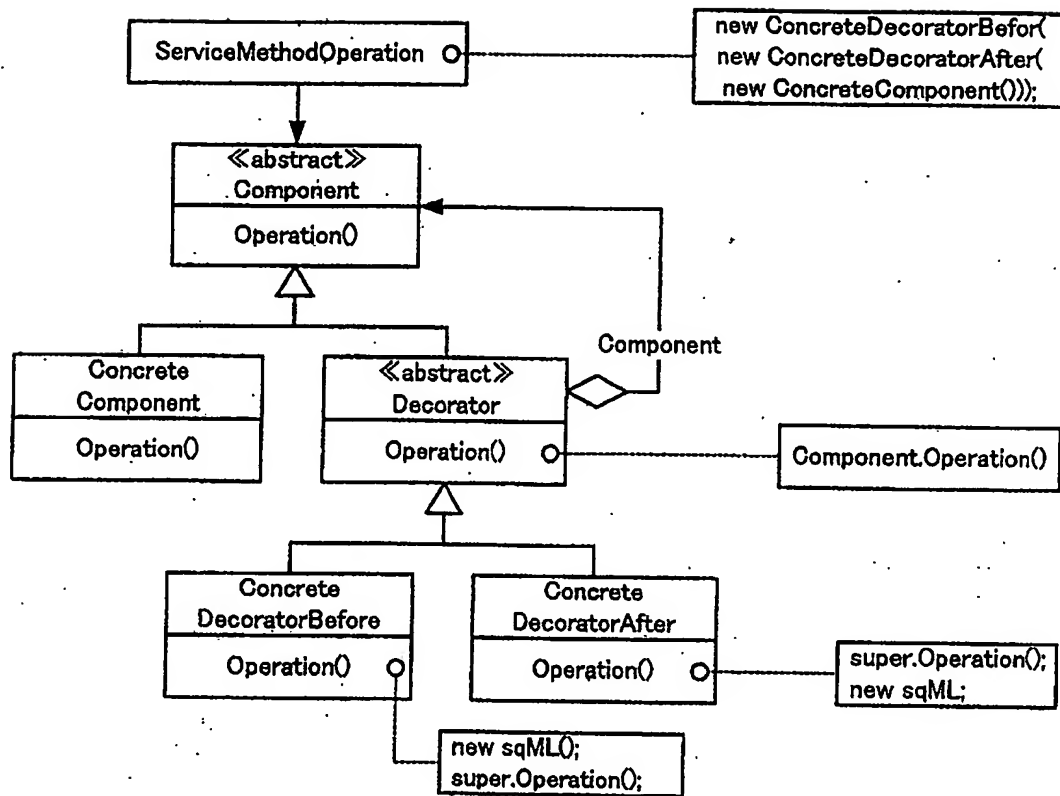 ServiceMethodOperation
new ConcreteDecoratorBefor(
new ConcreteDecoratorAfter(
new ConcreteComponent()));
≪abstract≫
Component
Operation()
Component
Concrete
Component
Operation()
≪abstract≫
Decorator
Operation()
Component.Operation()
Concrete
DecoratorBefore
Operation()
Concrete
DecoratorAfter
Operation()
super.Operation();
new sqML;
new sqML();
super.Operation();